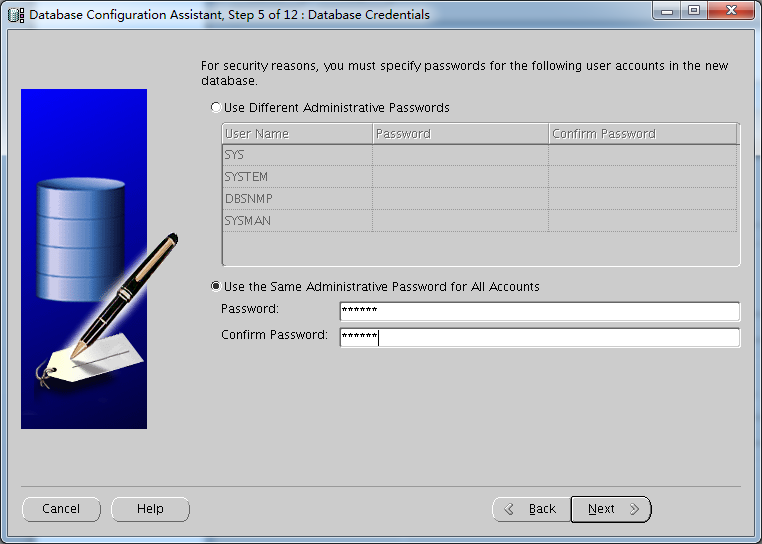 Database Configuration Assistant, Step 5 of 12 : Database Credentials
For security reasons, you must specify passwords for the following user accounts in the new
database.
Use Different Administrative Passwords
User Name Password Confirm Password
SYS
SYSTEM
DBSNMP
SYSMAN
Use the Same Administrative Password for All Accounts
Password: ******
Confirm Password: ******
Cancel Help Back Next